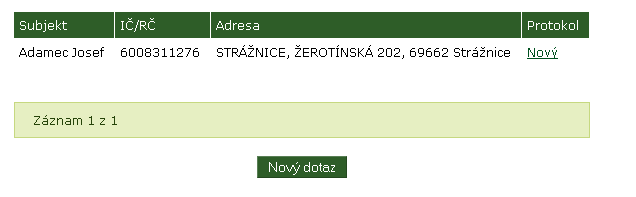 Subjekt IČ/RČ Adresa Protokol
Adamec Josef 6008311276 STRÁŽNICE, ŽEROTÍNSKÁ 202, 69662 Strážnice Nový
Záznam 1 z 1
Nový dotaz